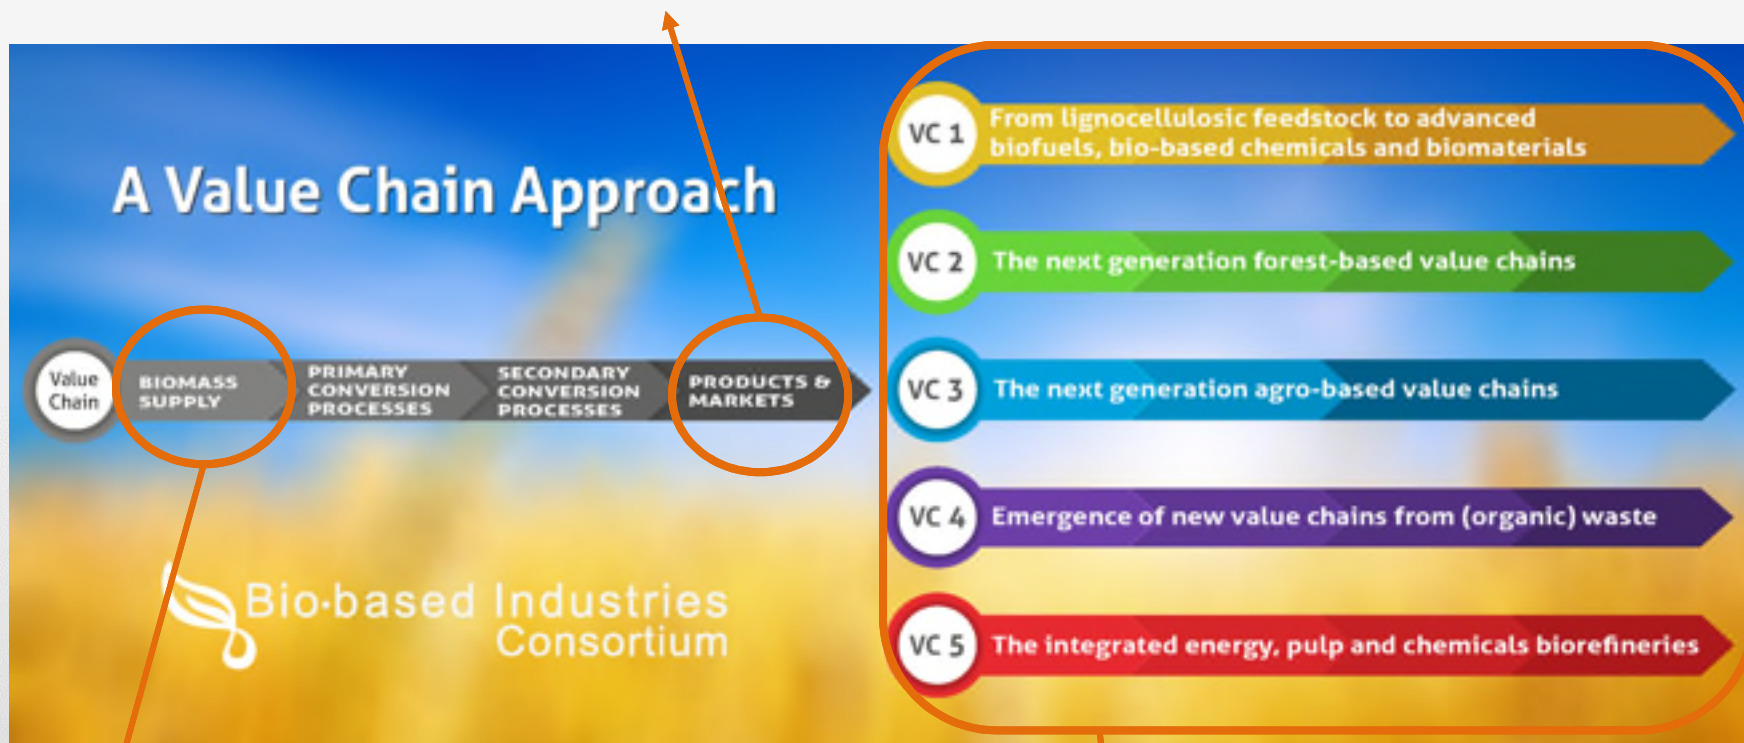 A Value Chain Approach
Value
Chain
BIOMASS
SUPPLY
PRIMARY
CONVERSION
PROCESSES
SECONDARY
CONVERSION
PROCESSES
PRODUCTS &
MARKETS
Bio-based Industries
Consortium
VC 1
From lignocellulosic feedstock to advanced
biofuels, bio-based chemicals and biomaterials
VC 2
The next generation forest-based value chains
VC 3
The next generation agro-based value chains
VC 4
Emergence of new value chains from (organic) waste
VC 5
The integrated energy, pulp and chemicals biorefineries